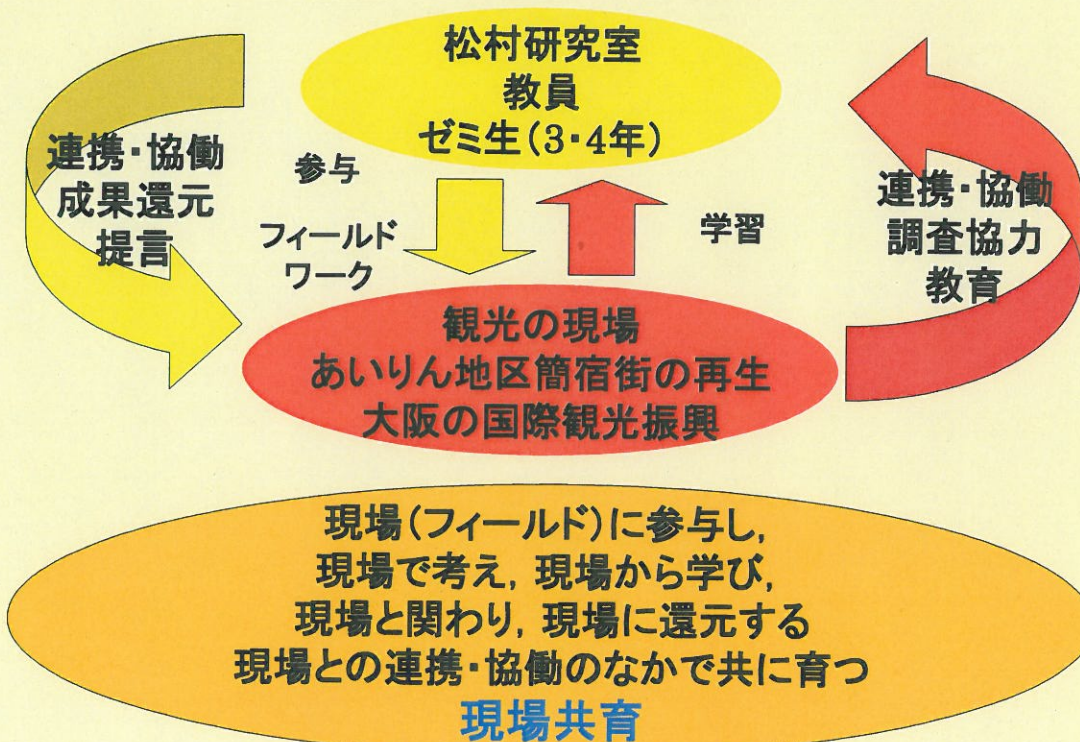 松村研究室
教員
ゼミ生(3・4年)
連携・協働
成果還元
提言
参与
フィールド
ワーク
学習
連携・協働
調査協力
教育
観光の現場
あいりん地区簡宿街の再生
大阪の国際観光振興
現場(フィールド)に参与し,
現場で考え, 現場から学び,
現場と関わり, 現場に還元する
現場との連携・協働のなかで共に育つ
現場共育